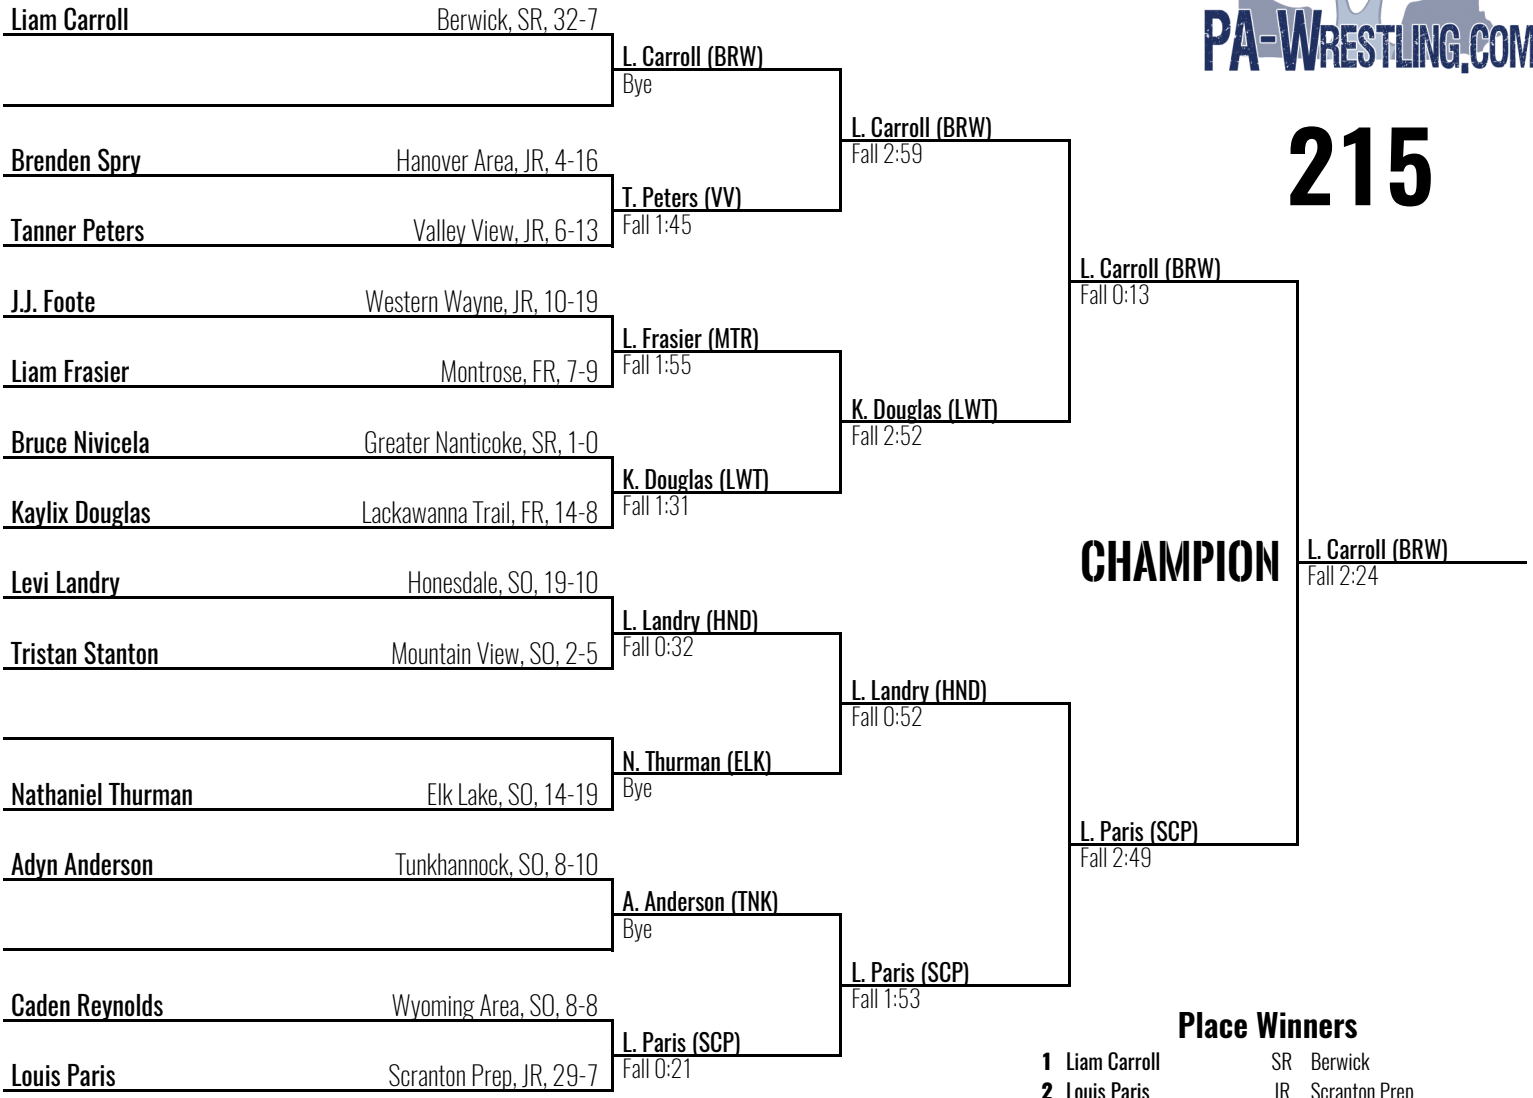 PA-WRESTLING.COM
215
Liam Carroll Berwick, SR, 32-7
L. Carroll (BRW)
Bye
L. Carroll (BRW)
Fall 2:59
Brenden Spry Hanover Area, JR, 4-16
T. Peters (VV)
Fall 1:45
Tanner Peters Valley View, JR, 6-13
L. Carroll (BRW)
Fall 0:13
J.J. Foote Western Wayne, JR, 10-19
L. Frasier (MTR)
Fall 1:55
Liam Frasier Montrose, FR, 7-9
K. Douglas (LWT)
Fall 2:52
Bruce Nivicela Greater Nanticoke, SR, 1-0
K. Douglas (LWT)
Fall 1:31
Kaylix Douglas Lackawanna Trail, FR, 14-8
CHAMPION
L. Carroll (BRW)
Fall 2:24
Levi Landry Honesdale, SO, 19-10
L. Landry (HND)
Fall 0:32
Tristan Stanton Mountain View, SO, 2-5
L. Landry (HND)
Fall 0:52
N. Thurman (ELK)
Bye
Nathaniel Thurman Elk Lake, SO, 14-19
L. Paris (SCP)
Fall 2:49
Adyn Anderson Tunkhannock, SO, 8-10
A. Anderson (TNK)
Bye
L. Paris (SCP)
Fall 1:53
Caden Reynolds Wyoming Area, SO, 8-8
L. Paris (SCP)
Fall 0:21
Louis Paris Scranton Prep, JR, 29-7
Place Winners
1 Liam Carroll SR Berwick
2 Louis Paris JR Scranton Prep